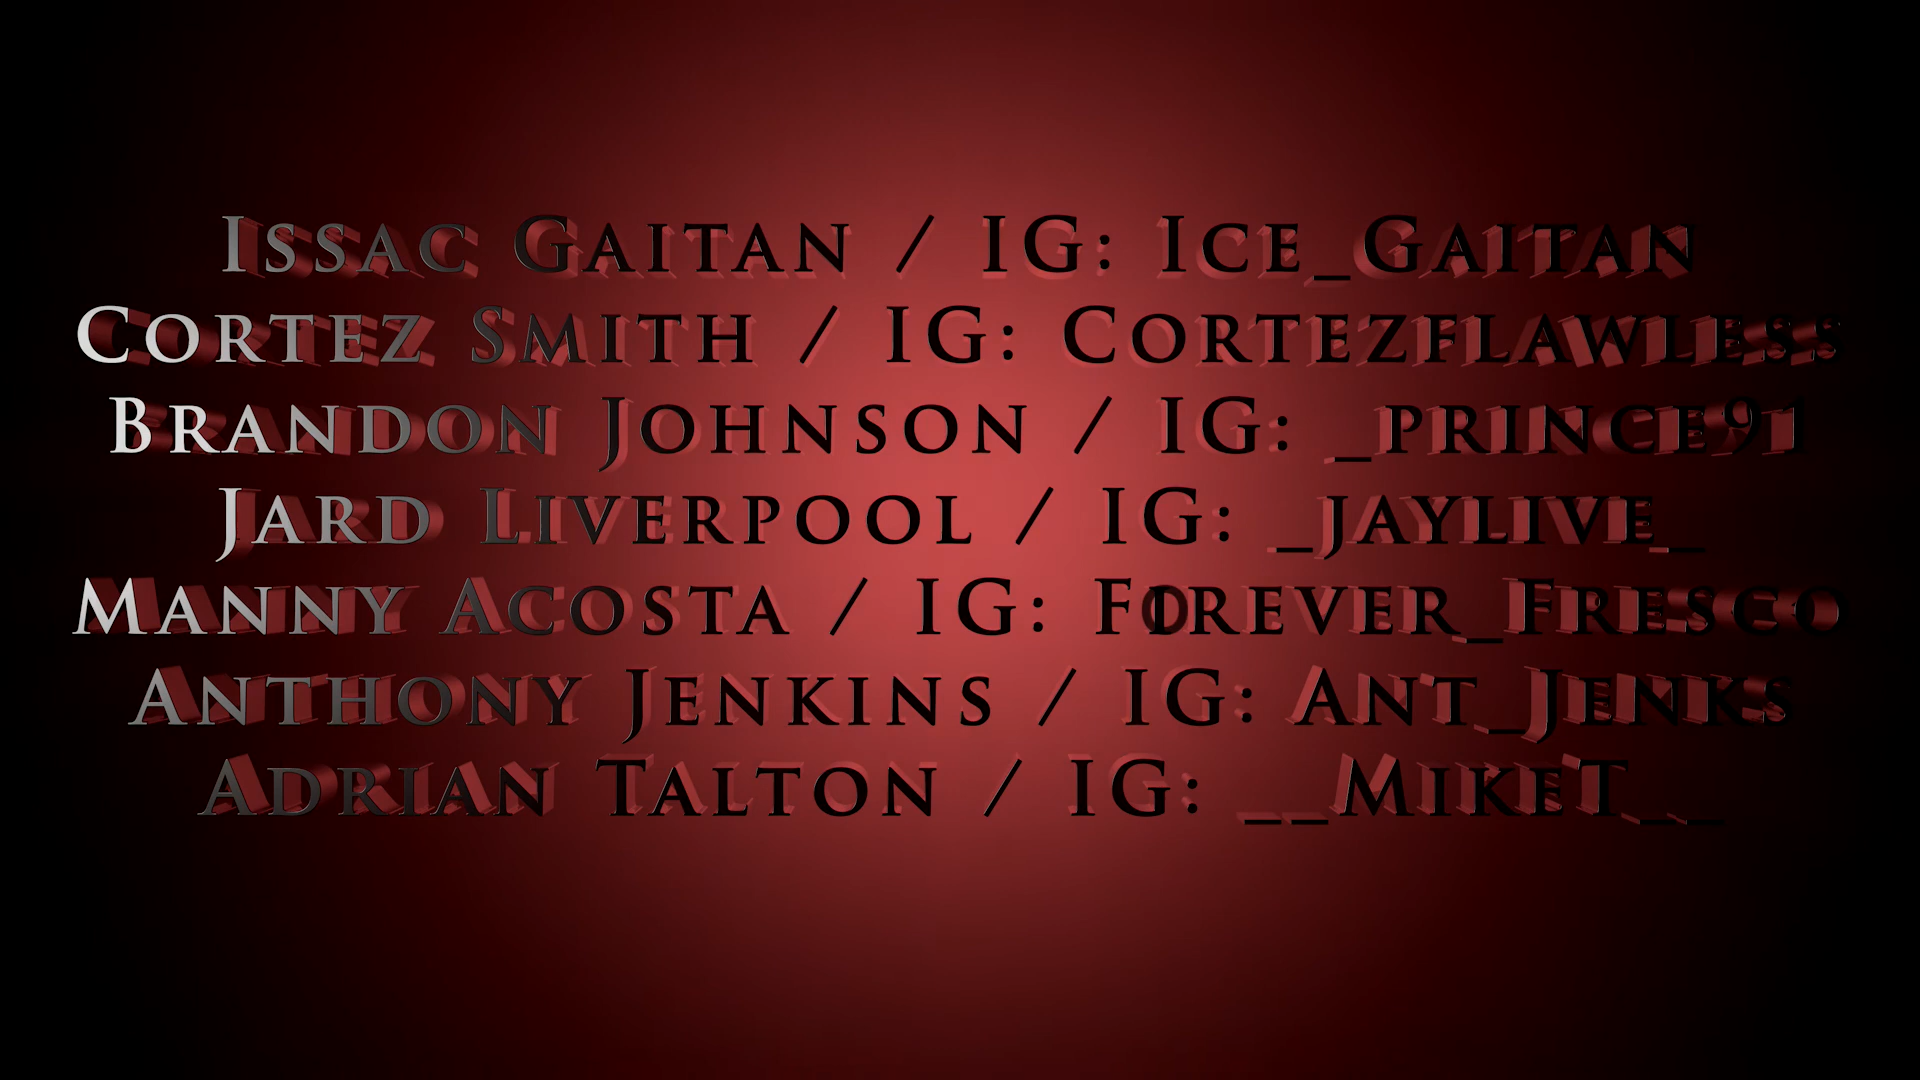 Issac Gaitan / IG: Ice_Gaitan
Cortez Smith / IG: Cortezflawless
Brandon Johnson / IG: _prince91
Jard Liverpool / IG: _jaylive_
Manny Acosta / IG: Forever_Fresco
Anthony Jenkins / IG: Ant_Jenks
Adrian Talton / IG: __MikeT__